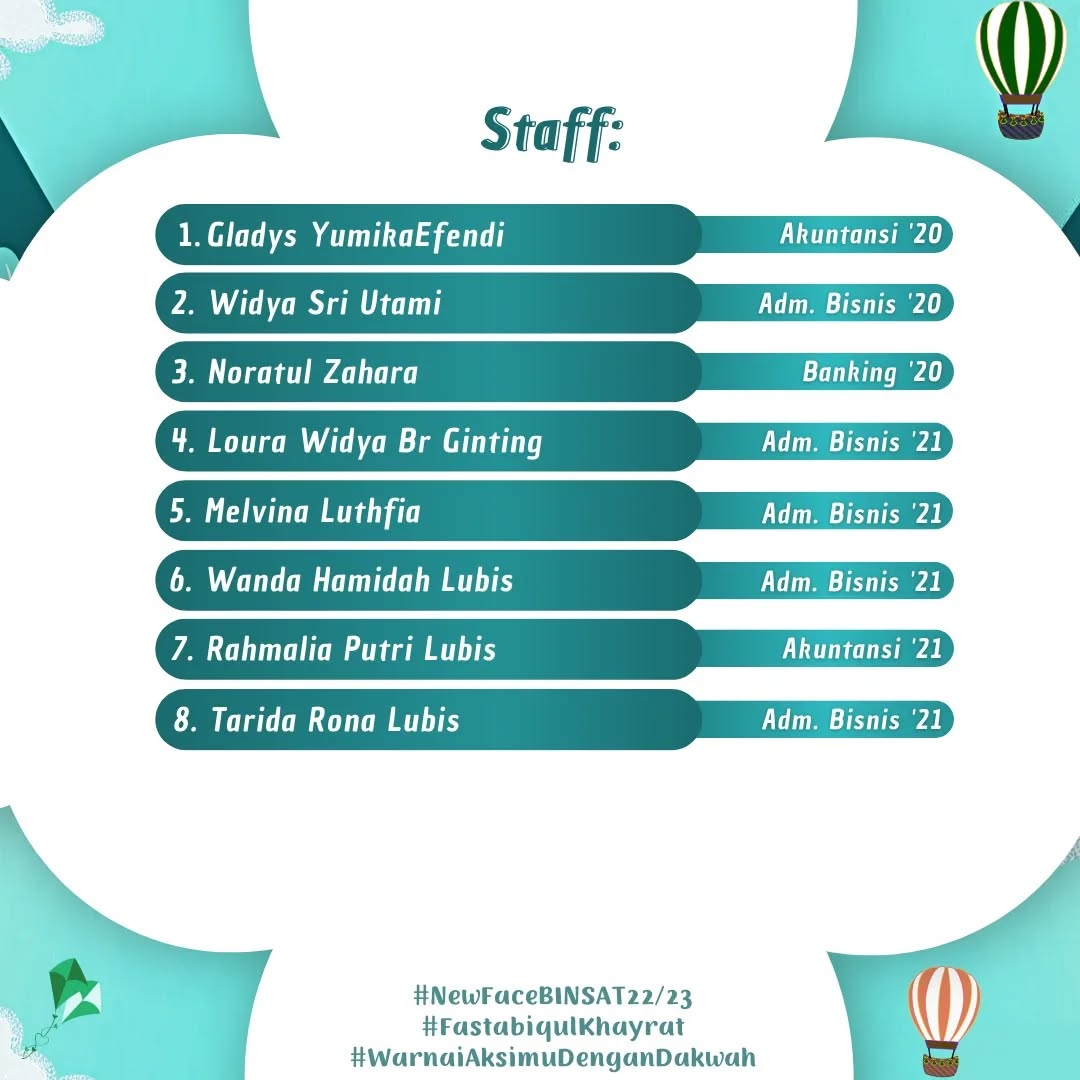 Staff:
1. Gladys YumikaEfendi Akuntansi '20
2. Widya Sri Utami Adm. Bisnis '20
3. Noratul Zahara Banking '20
4. Loura Widya Br Ginting Adm. Bisnis '21
5. Melvina Luthfia Adm. Bisnis '21
6. Wanda Hamidah Lubis Adm. Bisnis '21
7. Rahmalia Putri Lubis Akuntansi '21
8. Tarida Rona Lubis Adm. Bisnis '21
#NewFaceBINSAT22/23
#FastabiqulKhayrat
#WarnaiAksimuDenganDakwah